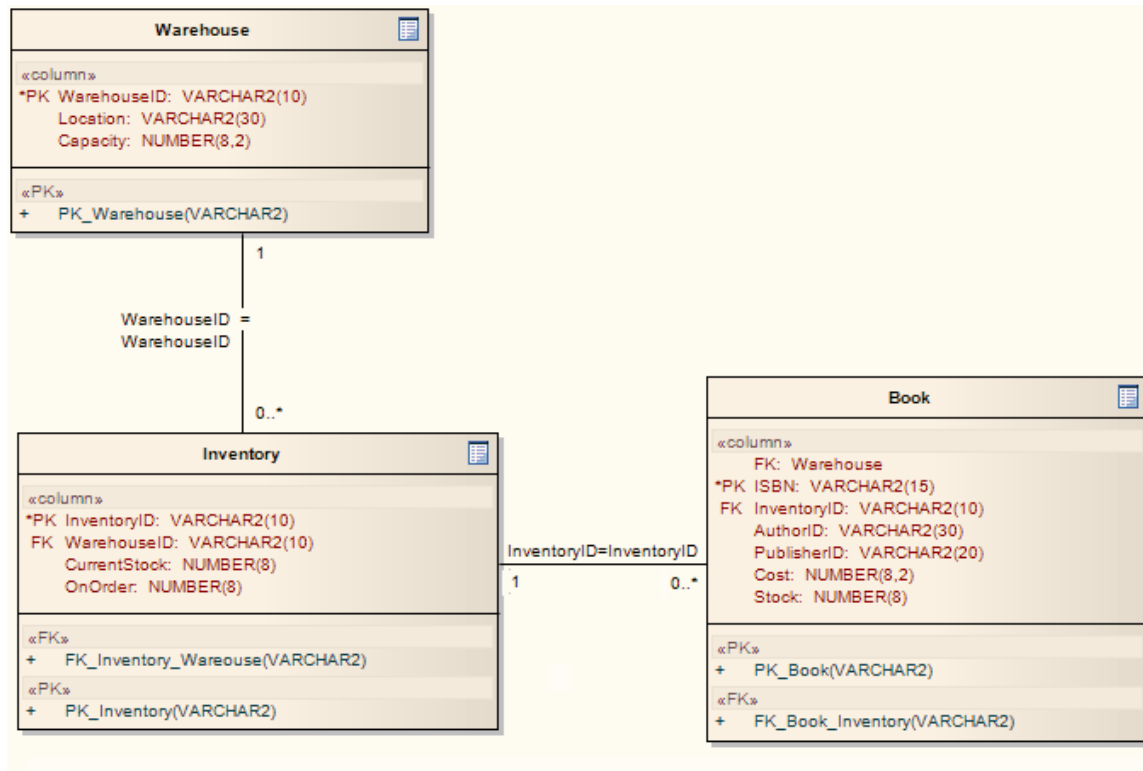 Warehouse
«column»
*PK WarehouseID: VARCHAR2(10)
Location: VARCHAR2(30)
Capacity: NUMBER(8,2)
«PK»
+ PK_Warehouse(VARCHAR2)
1
WarehouseID =
WarehouseID
0..*
Inventory
«column»
*PK InventoryID: VARCHAR2(10)
FK WarehouseID: VARCHAR2(10)
CurrentStock: NUMBER(8)
OnOrder: NUMBER(8)
«FK»
+ FK_Inventory_Wareouse(VARCHAR2)
«PK»
+ PK_Inventory(VARCHAR2)
InventoryID=InventoryID
1
0..*
Book
«column»
FK: Warehouse
*PK ISBN: VARCHAR2(15)
FK InventoryID: VARCHAR2(10)
AuthorID: VARCHAR2(30)
PublisherID: VARCHAR2(20)
Cost: NUMBER(8,2)
Stock: NUMBER(8)
«PK»
+ PK_Book(VARCHAR2)
«FK»
+ FK_Book_Inventory(VARCHAR2)